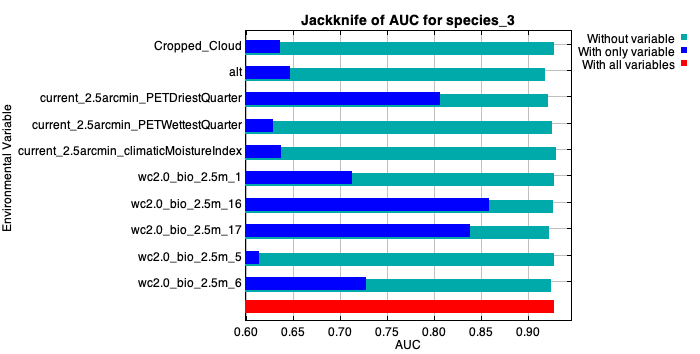 Jackknife of AUC for species_3
Without variable
With only variable
With all variables
Environmental Variable
Cropped_Cloud
alt
current_2.5arcmin_PETDriestQuarter
current_2.5arcmin_PETWettestQuarter
current_2.5arcmin_climaticMoistureIndex
wc2.0_bio_2.5m_1
wc2.0_bio_2.5m_16
wc2.0_bio_2.5m_17
wc2.0_bio_2.5m_5
wc2.0_bio_2.5m_6
0.60 0.65 0.70 0.75 0.80 0.85 0.90
AUC